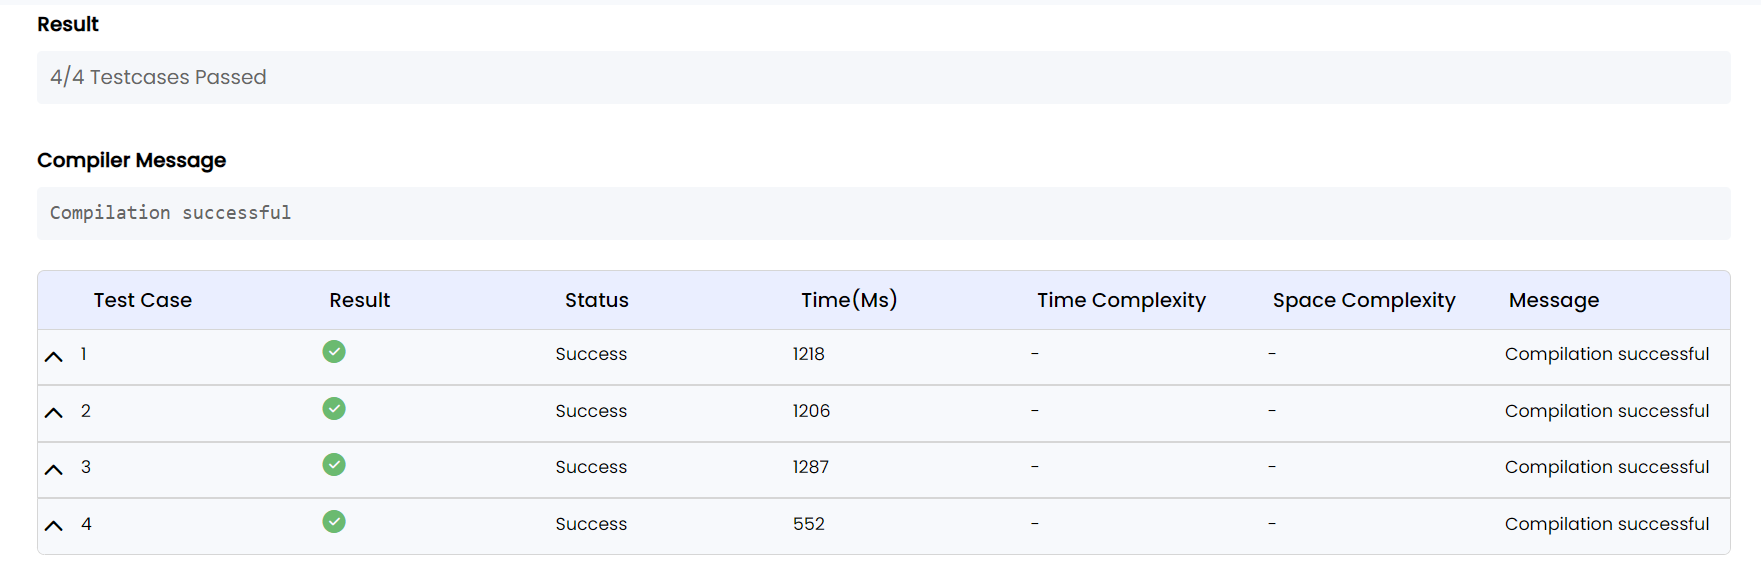 Result
4/4 Testcases Passed
Compiler Message
Compilation successful
Test Case Result Status Time(Ms) Time Complexity Space Complexity Message
1 Success 1218 - - Compilation successful
2 Success 1206 - - Compilation successful
3 Success 1287 - - Compilation successful
4 Success 552 - - Compilation successful